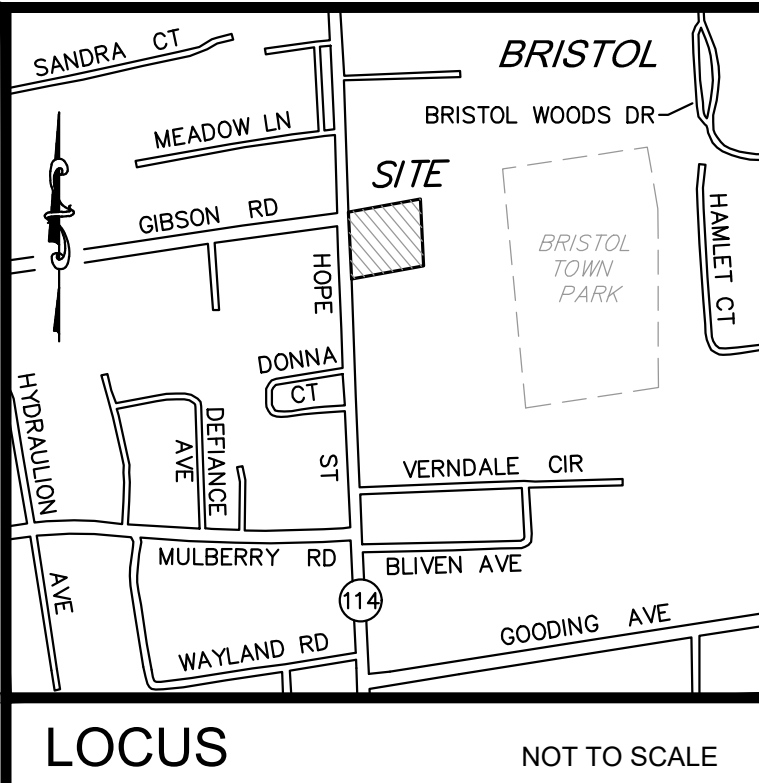 SANDRA CT
BRISTOL
BRISTOL WOODS DR
MEADOW LN
SITE
GIBSON RD
HAMLET CT
BRISTOL
TOWN
PARK
HOPE
DONNA
CT
HYDRAULION
DEFIANCE
AVE
ST
VERNDALE CIR
MULBERRY RD
BLIVEN AVE
AVE
114
GOODING AVE
WAYLAND RD
LOCUS
NOT TO SCALE